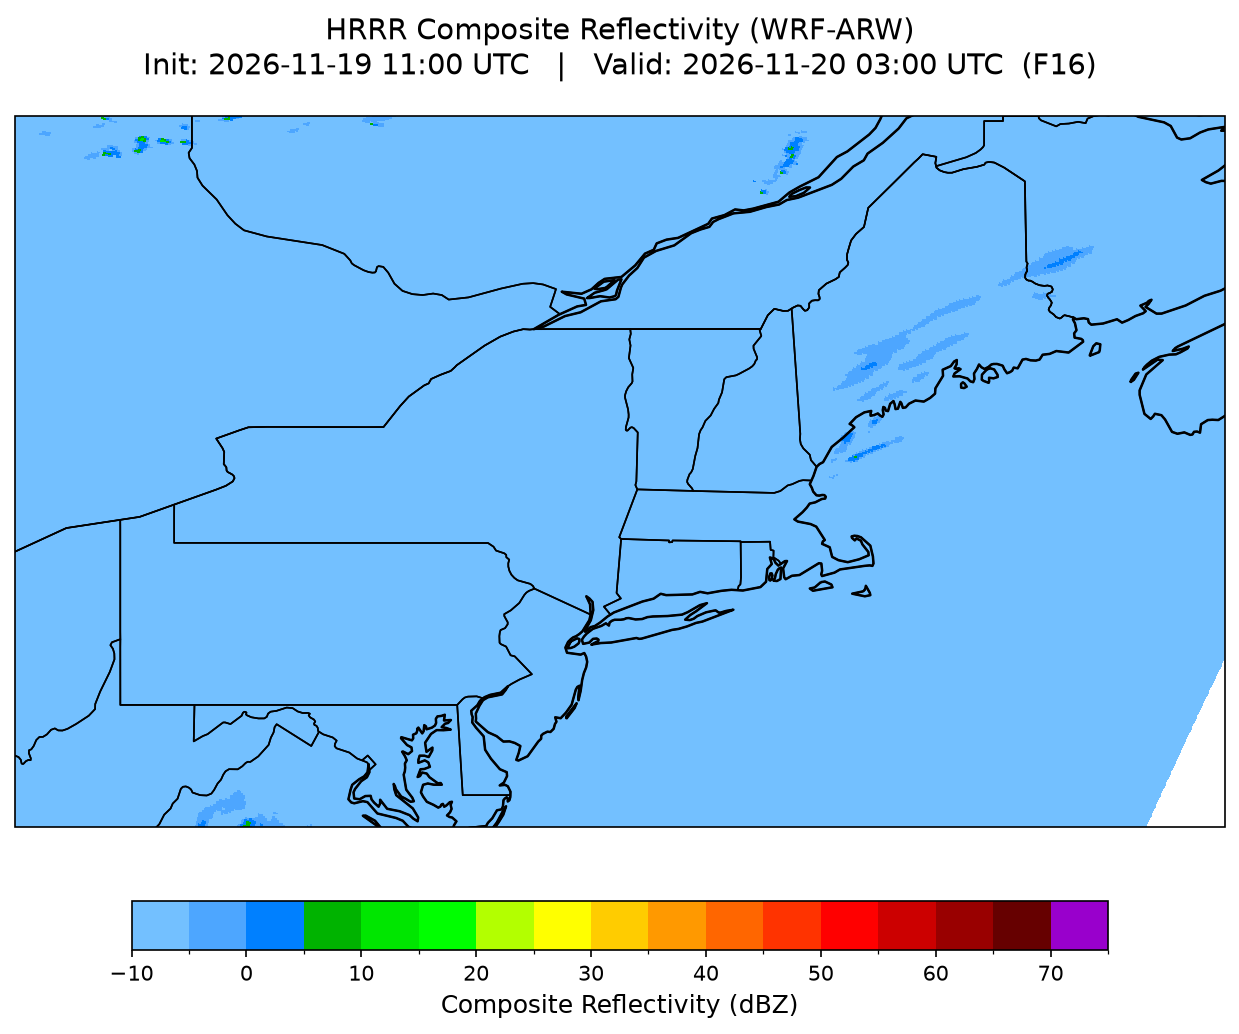 HRRR Composite Reflectivity (WRF-ARW)
Init: 2026-11-19 11:00 UTC   |   Valid: 2026-11-20 03:00 UTC  (F16)
−10 0 10 20 30 40 50 60 70
Composite Reflectivity (dBZ)